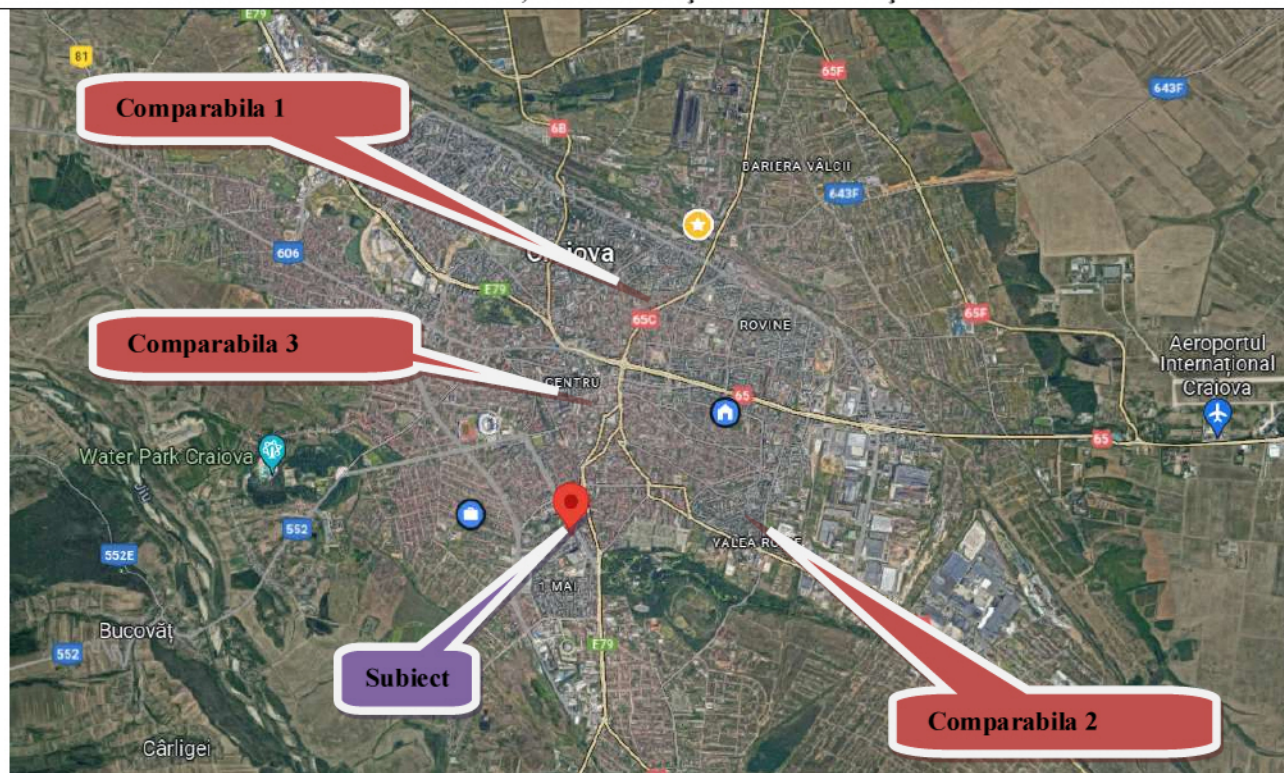 E79
81
Comparabila 1
6B
65F
643F
BARIERA VÂLCII
643F
Craiova
606
E79
65C
ROVINE
65F
Comparabila 3
CENTRU
65
Aeroportul
Internațional
Craiova
65
Water Park Craiova
Jiu
552
552E
VALEA ROȘIE
1 MAI
Bucovăț
552
E79
Subiect
Comparabila 2
Cârligei